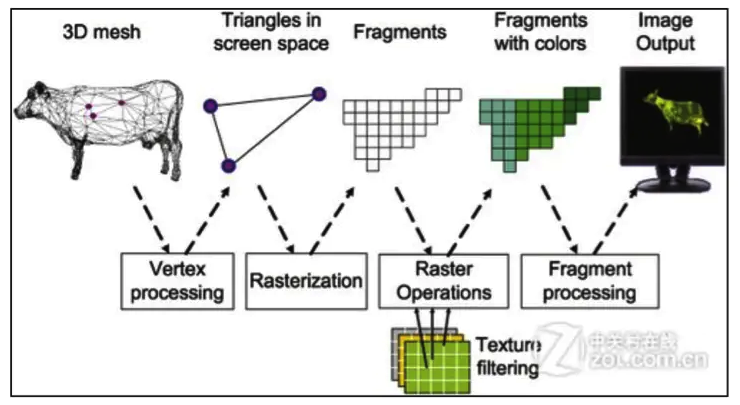 3D mesh
Triangles in
screen space
Fragments
Fragments
with colors
Image
Output
Vertex
processing
Rasterization
Raster
Operations
Fragment
processing
Texture
filtering
中关村在线
zol.com.cn